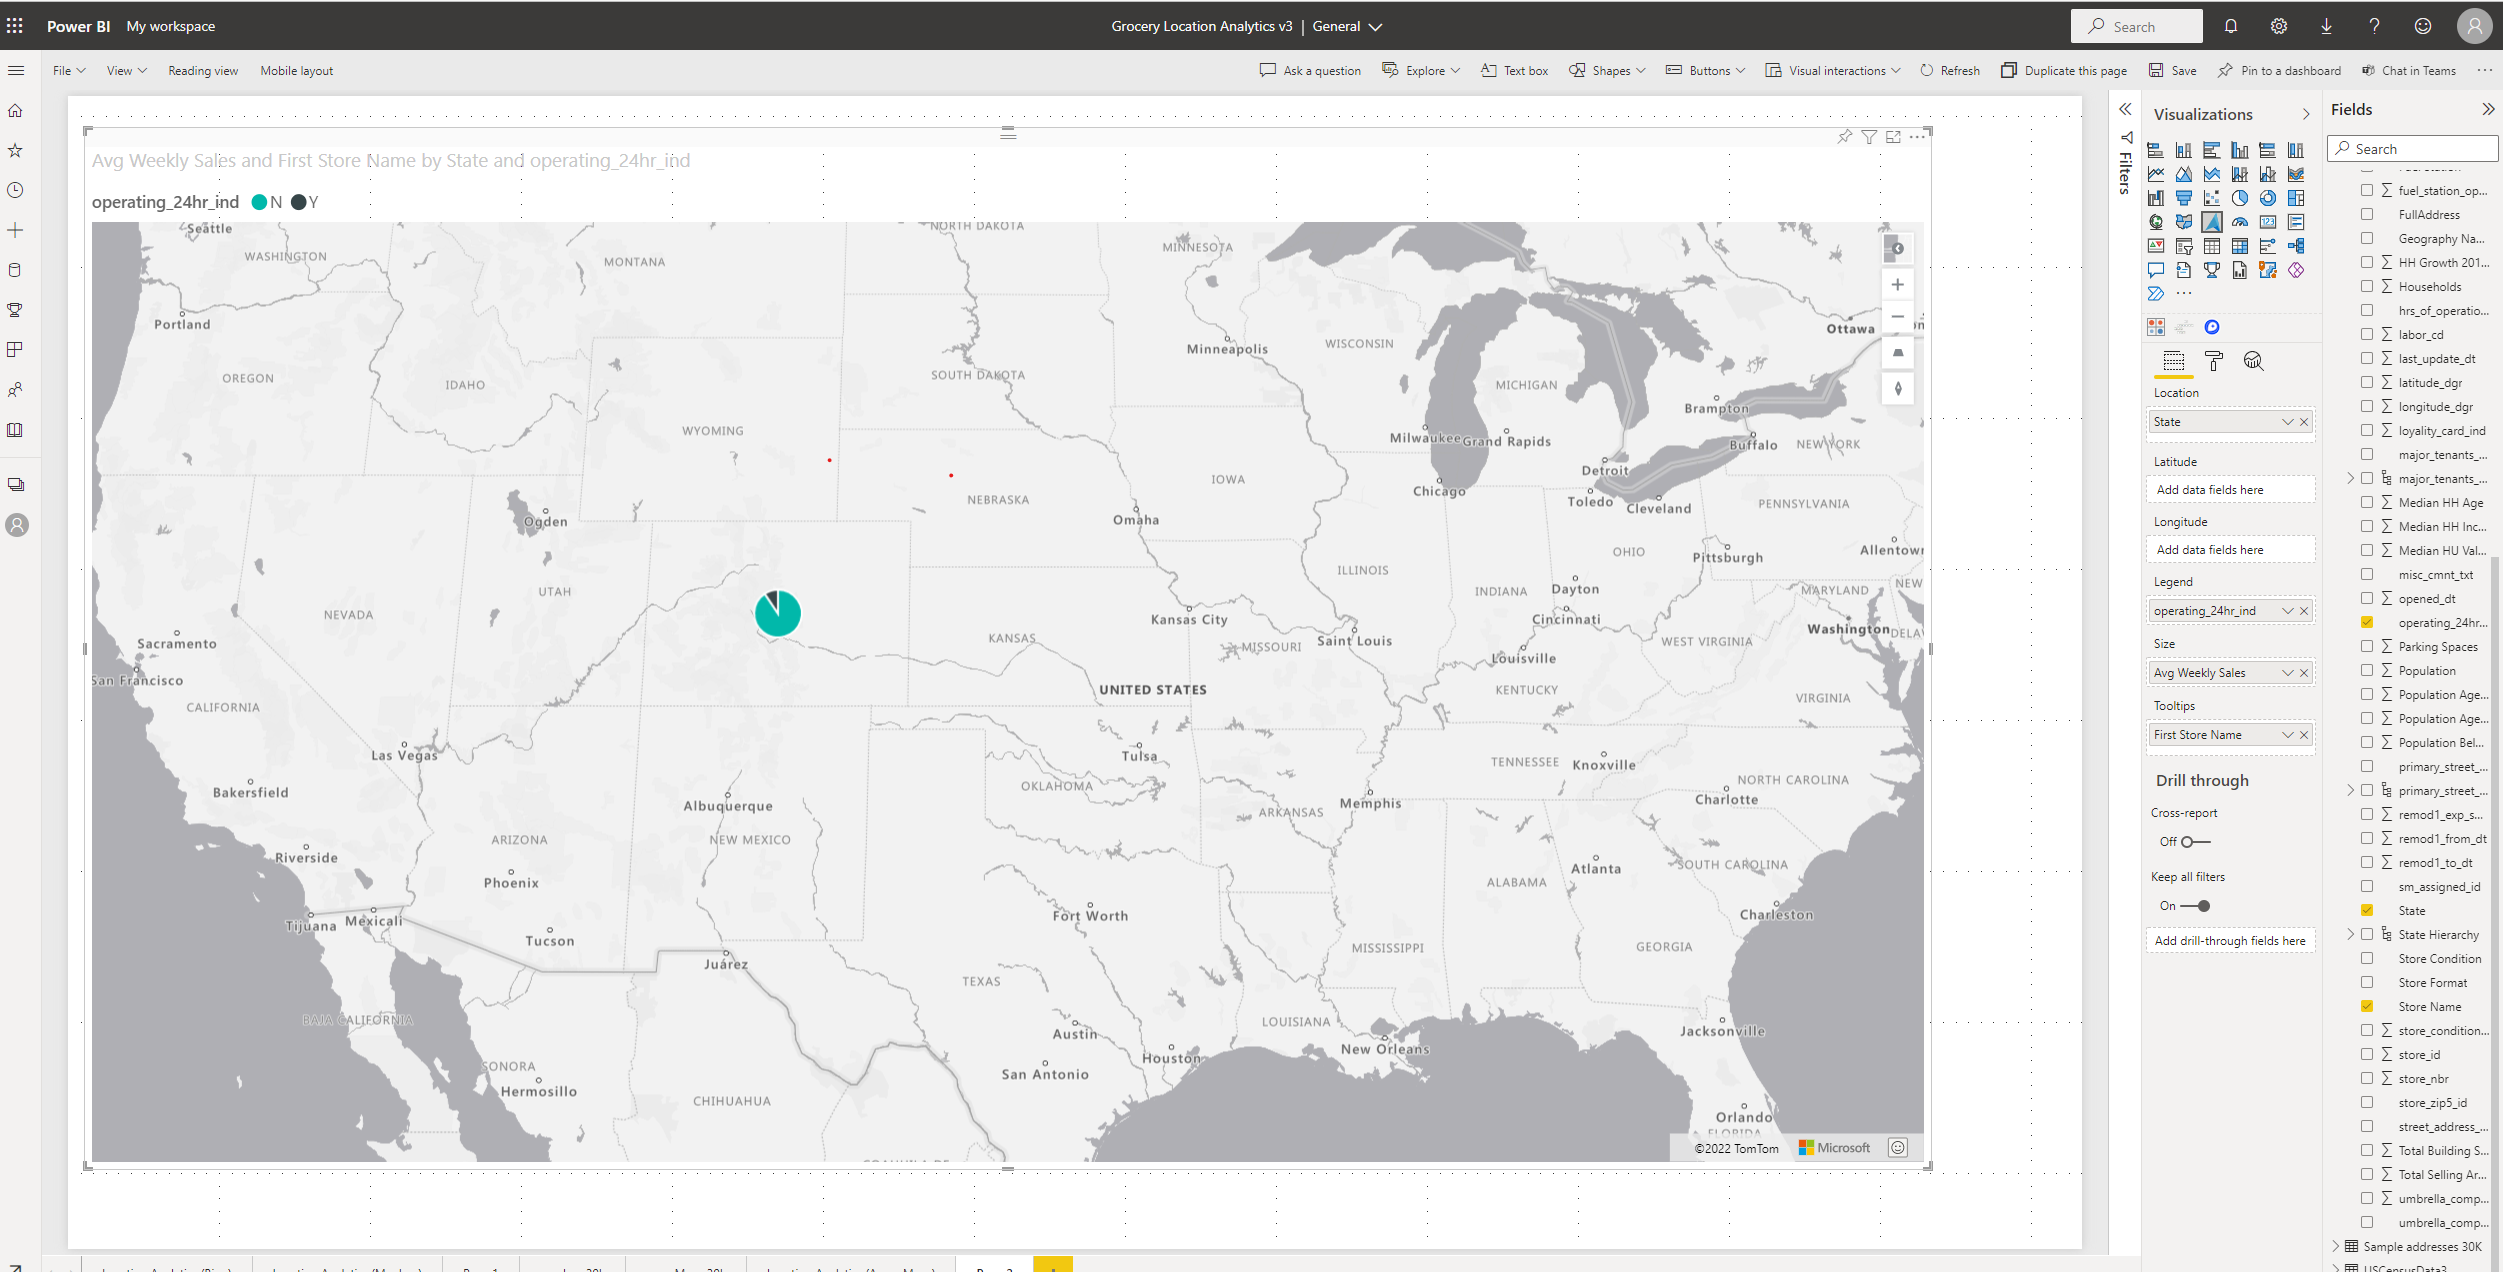 Power BI My workspace
Grocery Location Analytics v3 | General
Search
File View Reading view Mobile layout
Ask a question Explore Text box Shapes Buttons Visual interactions Refresh Duplicate this page Save Pin to a dashboard Chat in Teams ...
Avg Weekly Sales and First Store Name by State and operating_24hr_ind
operating_24hr_ind N Y
Seattle
WASHINGTON
MONTANA
NORTH DAKOTA
MINNESOTA
Portland
OREGON
IDAHO
WYOMING
SOUTH DAKOTA
Minneapolis
WISCONSIN
MICHIGAN
Ottawa
Brampton
Milwaukee
Grand Rapids
Buffalo
NEW YORK
Detroit
Chicago
Toledo
Cleveland
PENNSYLVANIA
IOWA
NEBRASKA
Omaha
Ogden
UTAH
NEVADA
Sacramento
San Francisco
CALIFORNIA
OHIO
Pittsburgh
Allentown
ILLINOIS
INDIANA
Dayton
MARYLAND
NEW
Kansas City
Cincinnati
Washington
DELAW
KANSAS
MISSOURI
Saint Louis
WEST VIRGINIA
Louisville
UNITED STATES
KENTUCKY
VIRGINIA
Las Vegas
Tulsa
TENNESSEE
Knoxville
Bakersfield
OKLAHOMA
NORTH CAROLINA
Albuquerque
Memphis
Charlotte
ARKANSAS
ARIZONA
NEW MEXICO
Riverside
Atlanta
SOUTH CAROLINA
Phoenix
ALABAMA
Tijuana
Mexicali
Fort Worth
Charleston
Tucson
MISSISSIPPI
GEORGIA
Juárez
TEXAS
BAJA CALIFORNIA
LOUISIANA
Jacksonville
Austin
New Orleans
Houston
SONORA
San Antonio
Hermosillo
CHIHUAHUA
Orlando
FLORIDA
©2022 TomTom Microsoft
Filters
Visualizations
123
Location
State
Latitude
Add data fields here
Longitude
Add data fields here
Legend
operating_24hr_ind
Size
Avg Weekly Sales
Tooltips
First Store Name
Drill through
Cross-report
Off
Keep all filters
On
Add drill-through fields here
Fields
Search
fuel_station_op...
FullAddress
Geography Na...
HH Growth 201...
Households
hrs_of_operatio...
labor_cd
last_update_dt
latitude_dgr
longitude_dgr
loyality_card_ind
major_tenants_...
major_tenants_...
Median HH Age
Median HH Inc...
Median HU Val...
misc_cmnt_txt
opened_dt
operating_24hr...
Parking Spaces
Population
Population Age...
Population Age...
Population Bel...
primary_street_...
primary_street_...
remod1_exp_s...
remod1_from_dt
remod1_to_dt
sm_assigned_id
State
State Hierarchy
Store Condition
Store Format
Store Name
store_condition...
store_id
store_nbr
store_zip5_id
street_address_...
Total Building S...
Total Selling Ar...
umbrella_comp...
umbrella_comp...
Sample addresses 30K
USCensusData3